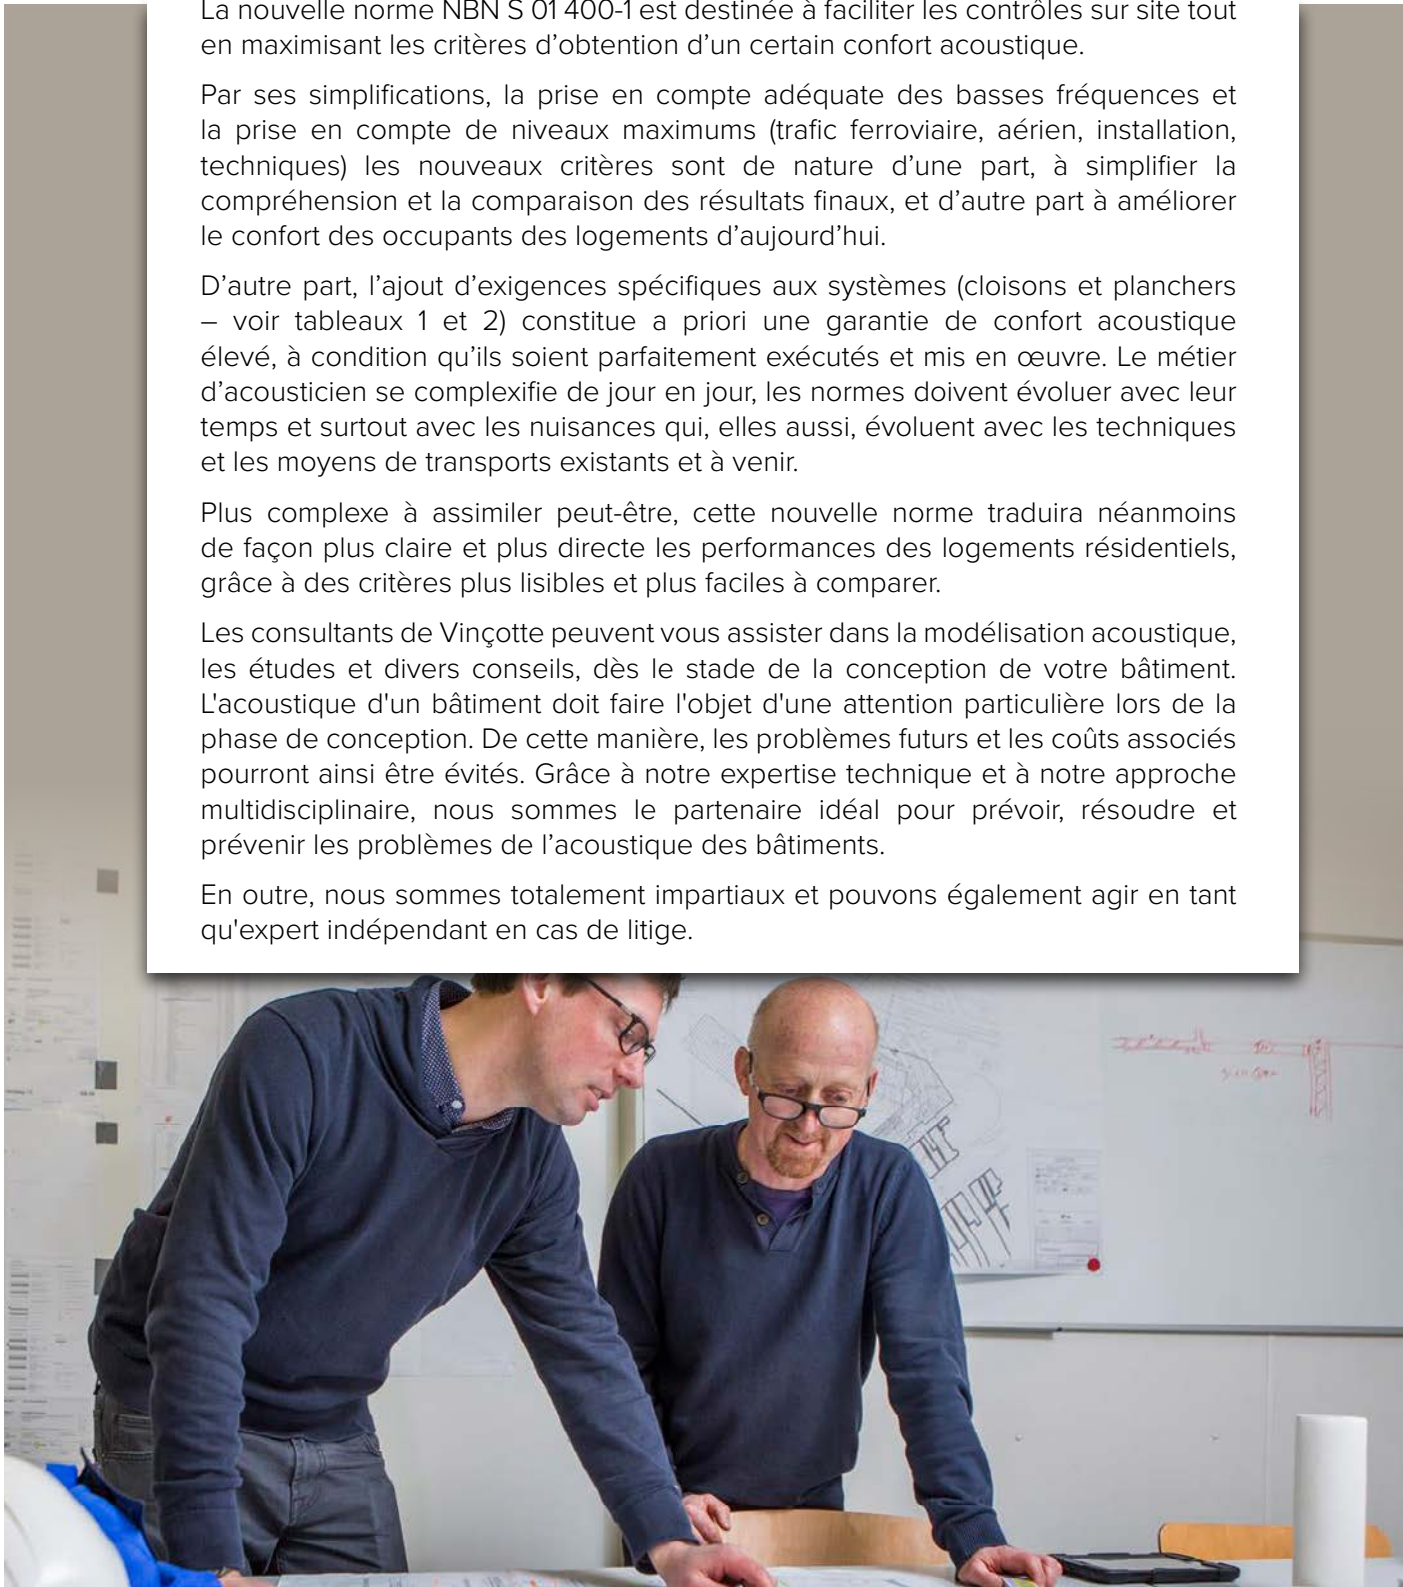 La nouvelle norme NBN S 01 400-1 est destinée à faciliter les contrôles sur site tout
en maximisant les critères d’obtention d’un certain confort acoustique.
Par ses simplifications, la prise en compte adéquate des basses fréquences et
la prise en compte de niveaux maximums (trafic ferroviaire, aérien, installation,
techniques) les nouveaux critères sont de nature d’une part, à simplifier la
compréhension et la comparaison des résultats finaux, et d’autre part à améliorer
le confort des occupants des logements d’aujourd’hui.
D’autre part, l’ajout d’exigences spécifiques aux systèmes (cloisons et planchers
– voir tableaux 1 et 2) constitue a priori une garantie de confort acoustique
élevé, à condition qu’ils soient parfaitement exécutés et mis en œuvre. Le métier
d’acousticien se complexifie de jour en jour, les normes doivent évoluer avec leur
temps et surtout avec les nuisances qui, elles aussi, évoluent avec les techniques
et les moyens de transports existants et à venir.
Plus complexe à assimiler peut-être, cette nouvelle norme traduira néanmoins
de façon plus claire et plus directe les performances des logements résidentiels,
grâce à des critères plus lisibles et plus faciles à comparer.
Les consultants de Vinçotte peuvent vous assister dans la modélisation acoustique,
les études et divers conseils, dès le stade de la conception de votre bâtiment.
L'acoustique d'un bâtiment doit faire l'objet d'une attention particulière lors de la
phase de conception. De cette manière, les problèmes futurs et les coûts associés
pourront ainsi être évités. Grâce à notre expertise technique et à notre approche
multidisciplinaire, nous sommes le partenaire idéal pour prévoir, résoudre et
prévenir les problèmes de l’acoustique des bâtiments.
En outre, nous sommes totalement impartiaux et pouvons également agir en tant
qu'expert indépendant en cas de litige.